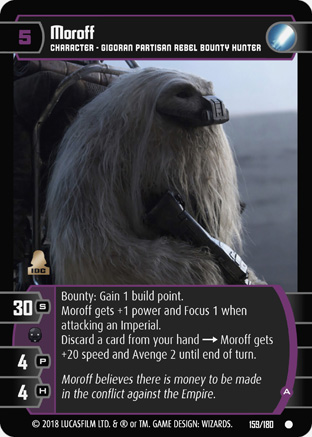 5 Moroff
CHARACTER • GIGORAN PARTISAN REBEL BOUNTY HUNTER
IDC
30 S
Bounty: Gain 1 build point.
Moroff gets +1 power and Focus 1 when
attacking an Imperial.
Discard a card from your hand → Moroff gets
+20 speed and Avenge 2 until end of turn.
4 P
4 H
Moroff believes there is money to be made
in the conflict against the Empire.
A
© 2018 LUCASFILM LTD. & ® or TM. GAME DESIGN: WIZARDS. 159/180